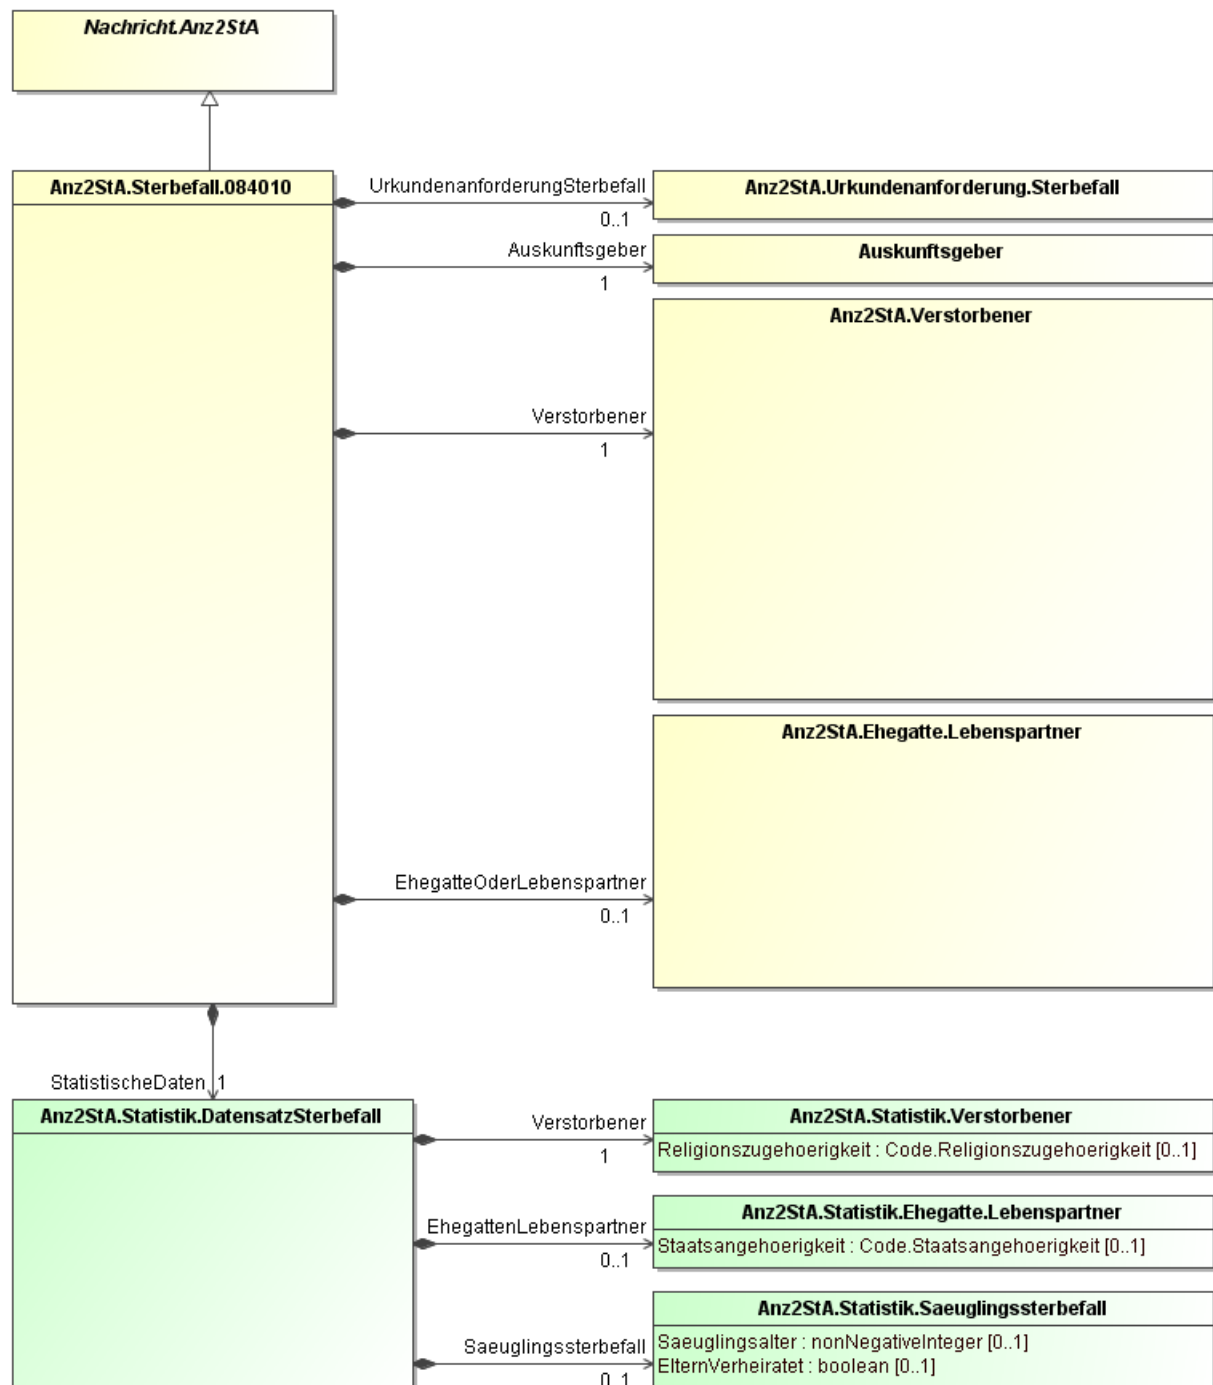 Nachricht.Anz2StA
Anz2StA.Sterbefall.084010
UrkundenanforderungSterbefall
0..1
Anz2StA.Urkundenanforderung.Sterbefall
Auskunftsgeber
1
Auskunftsgeber
Anz2StA.Verstorbener
Verstorbener
1
Anz2StA.Ehegatte.Lebenspartner
EhegatteOderLebenspartner
0..1
StatistischeDaten 1
Anz2StA.Statistik.DatensatzSterbefall
Verstorbener
1
Anz2StA.Statistik.Verstorbener
Religionszugehoerigkeit : Code.Religionszugehoerigkeit [0..1]
EhegattenLebenspartner
0..1
Anz2StA.Statistik.Ehegatte.Lebenspartner
Staatsangehoerigkeit : Code.Staatsangehoerigkeit [0..1]
Saeuglingssterbefall
0..1
Anz2StA.Statistik.Saeuglingssterbefall
Saeuglingsalter : nonNegativeInteger [0..1]
ElternVerheiratet : boolean [0..1]